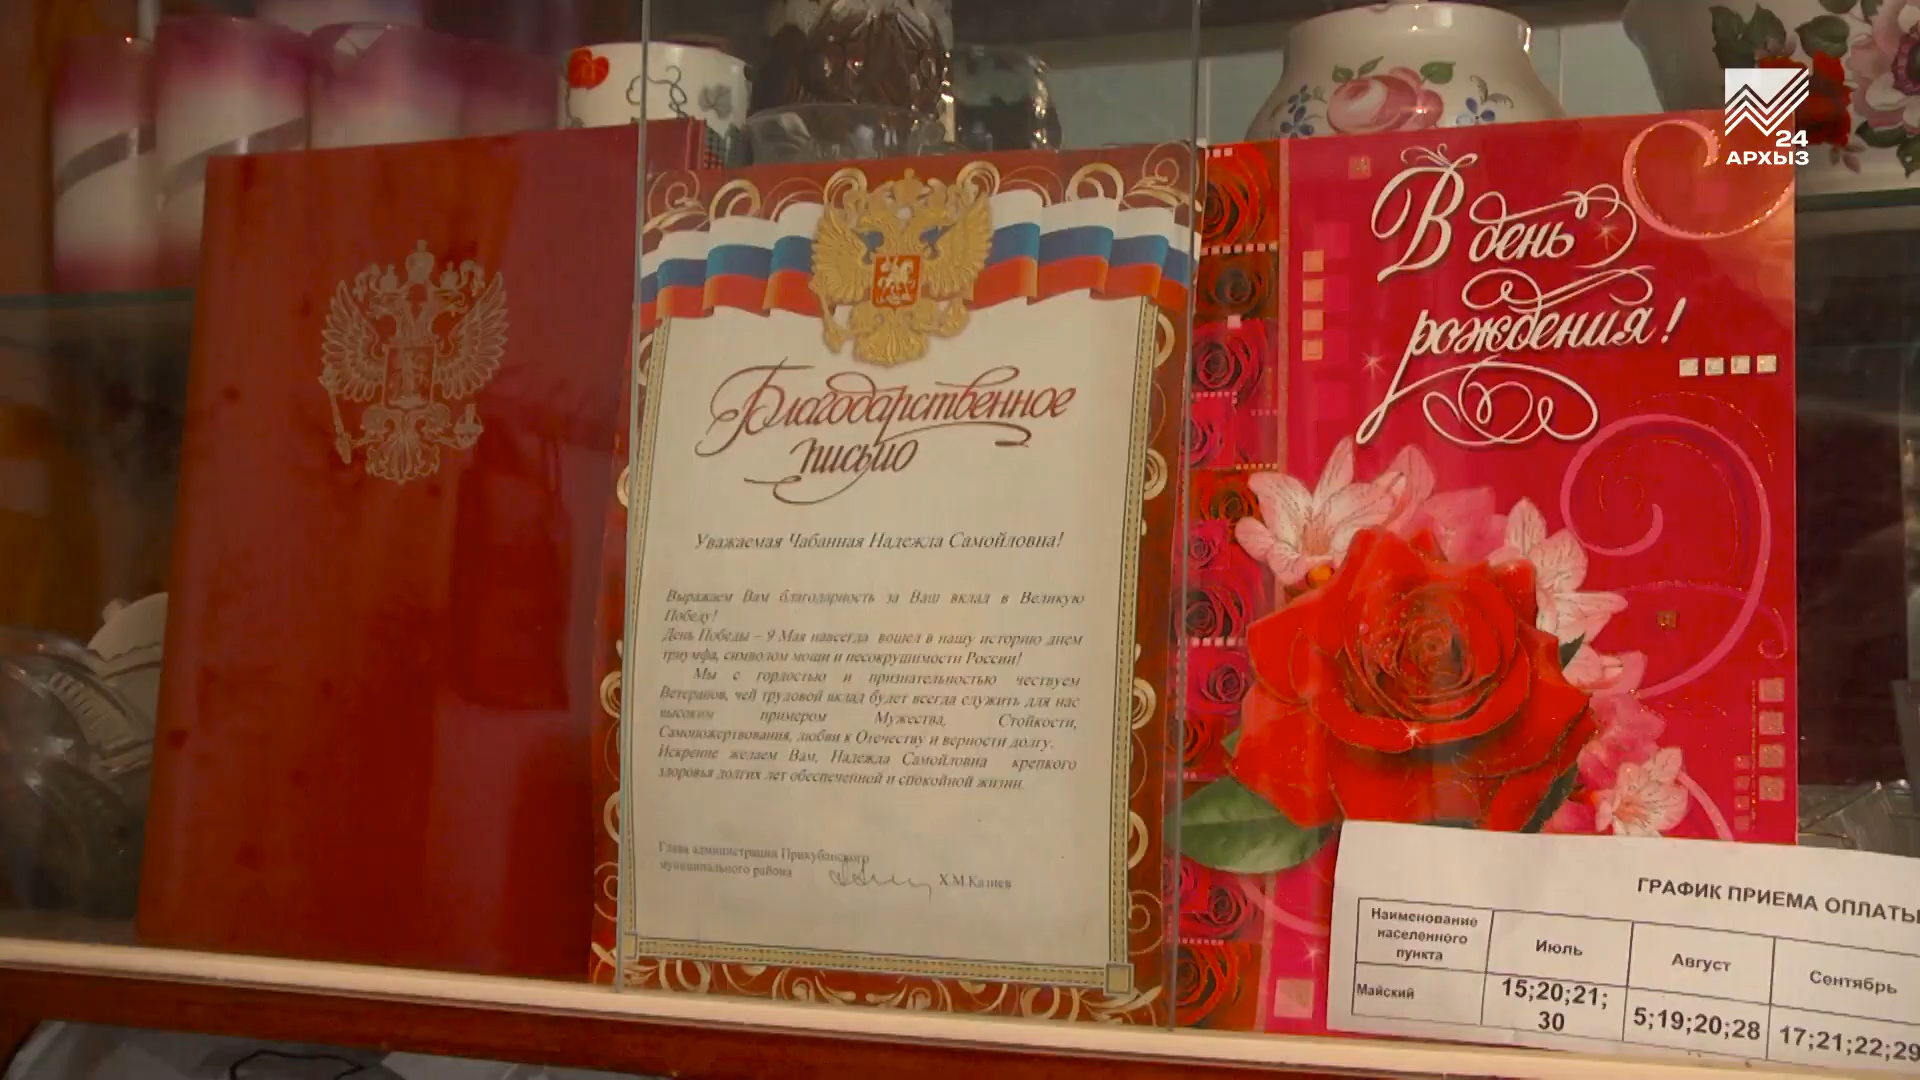 24
АРХЫЗ
Благодарственное
письмо
Уважаемая Чабанная Надежда Самойловна!
Выражаем Вам благодарность за Ваш вклад в Великую
Победу!
День Победы – 9 Мая навсегда вошел в нашу историю днем
триумфа, символом мощи и несокрушимости России!
Мы с гордостью и признательностью чествуем
Ветеранов, чей трудовой вклад будет всегда служить для нас
высоким примером Мужества, Стойкости,
Самопожертвования, любви к Отечеству и верности долгу.
Искренне желаем Вам, Надежда Самойловна крепкого
здоровья долгих лет обеспеченной и спокойной жизни.
Глава администрации Прикубанского
муниципального района Х.М.Казиев
В день
рождения!
ГРАФИК ПРИЕМА ОПЛАТЫ
Наименование
населенного
пункта
Июль
Август
Сентябрь
Майский
15;20;21;
30
5;19;20;28
17;21;22;29